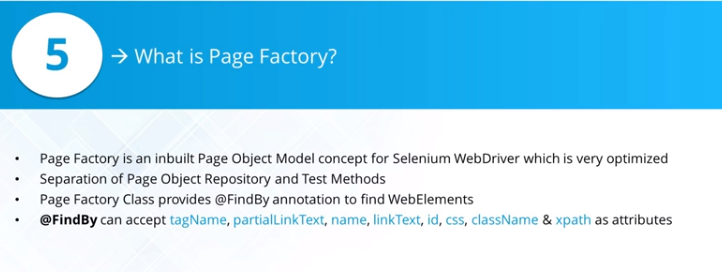 5
→ What is Page Factory?
• Page Factory is an inbuilt Page Object Model concept for Selenium WebDriver which is very optimized
• Separation of Page Object Repository and Test Methods
• Page Factory Class provides @FindBy annotation to find WebElements
• @FindBy can accept tagName, partialLinkText, name, linkText, id, css, className & xpath as attributes